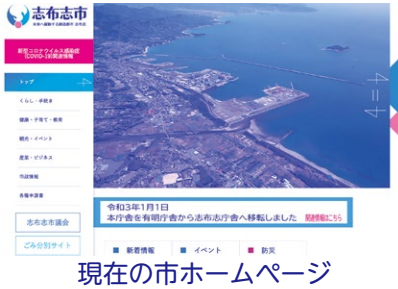 志布志市
新型コロナウイルス感染症
(COVID-19)関連情報
トップ
くらし・手続き
健康・子育て・教育
観光・イベント
産業・ビジネス
市政情報
各種申請書
志布志市議会
ごみ分別サイト
令和3年1月1日
本庁舎を有明庁舎から志布志庁舎へ移転しました 関連情報はこちら
新着情報
イベント
防災
現在の市ホームページ